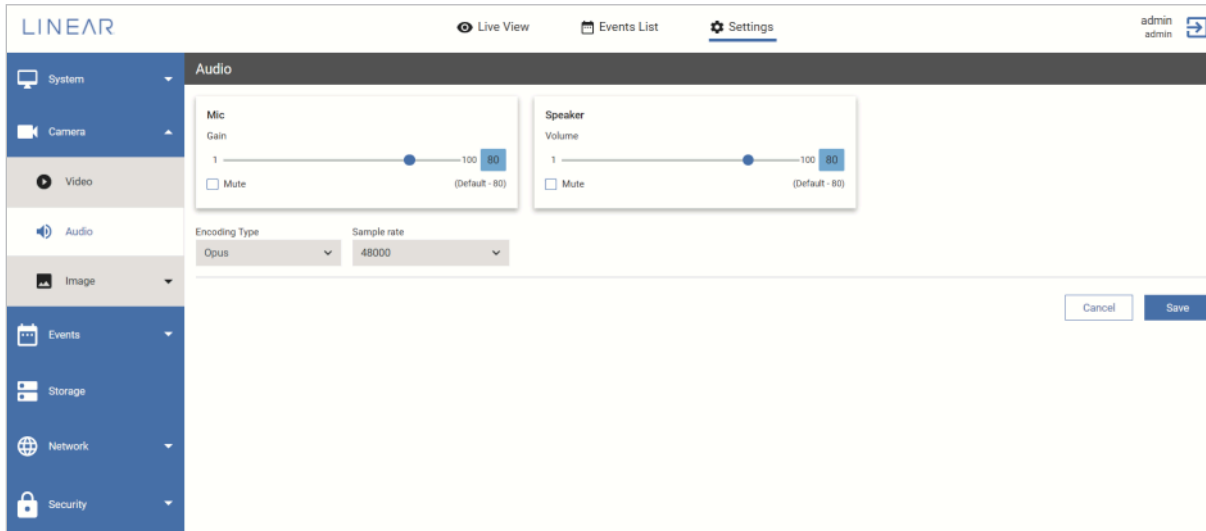 LINEAR
Live View
Events List
Settings
admin
admin
System
Camera
Video
Audio
Image
Events
Storage
Network
Security
Audio
Mic
Gain
1 100 80
Mute (Default - 80)
Speaker
Volume
1 100 80
Mute (Default - 80)
Encoding Type
Opus
Sample rate
48000
Cancel
Save